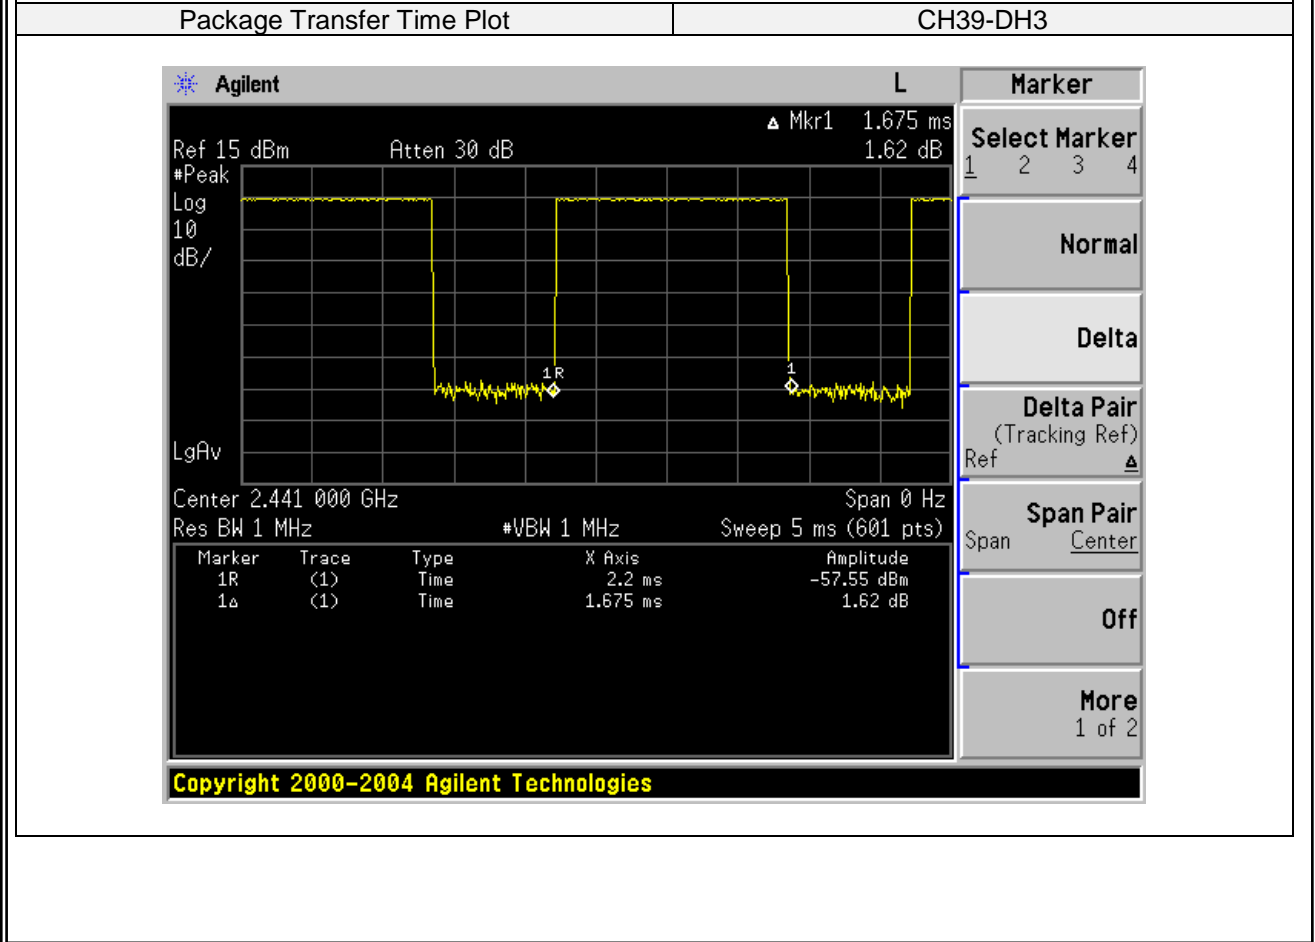 Package Transfer Time Plot CH39-DH3
Agilent L Marker
Δ Mkr1 1.675 ms
Ref 15 dBm Atten 30 dB 1.62 dB
#Peak
Log
10
dB/
1R
1
LgAv
Center 2.441 000 GHz Span 0 Hz
Res BW 1 MHz #VBW 1 MHz Sweep 5 ms (601 pts)
Marker Trace Type X Axis Amplitude
1R (1) Time 2.2 ms -57.55 dBm
1Δ (1) Time 1.675 ms 1.62 dB
Select Marker
1 2 3 4
Normal
Delta
Delta Pair
(Tracking Ref)
Ref Δ
Span Pair
Span Center
Off
More
1 of 2
Copyright 2000-2004 Agilent Technologies